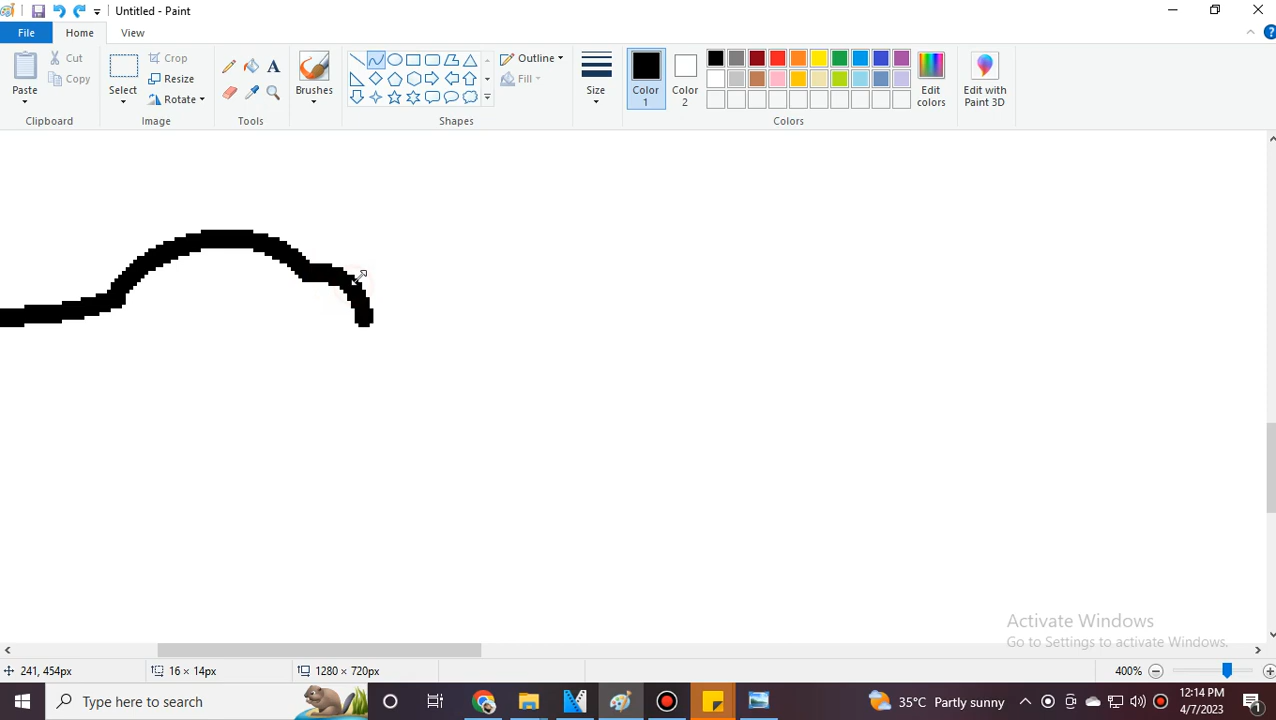 Untitled - Paint
File
Home
View
Paste
Cut
Copy
Clipboard
Select
Crop
Resize
Rotate
Image
Tools
Brushes
Shapes
Outline
Fill
Size
Color
1
Color
2
Edit
colors
Colors
Edit with
Paint 3D
Activate Windows
Go to Settings to activate Windows.
241, 454px
16 × 14px
1280 × 720px
400%
Type here to search
35°C Partly sunny
12:14 PM
4/7/2023
1